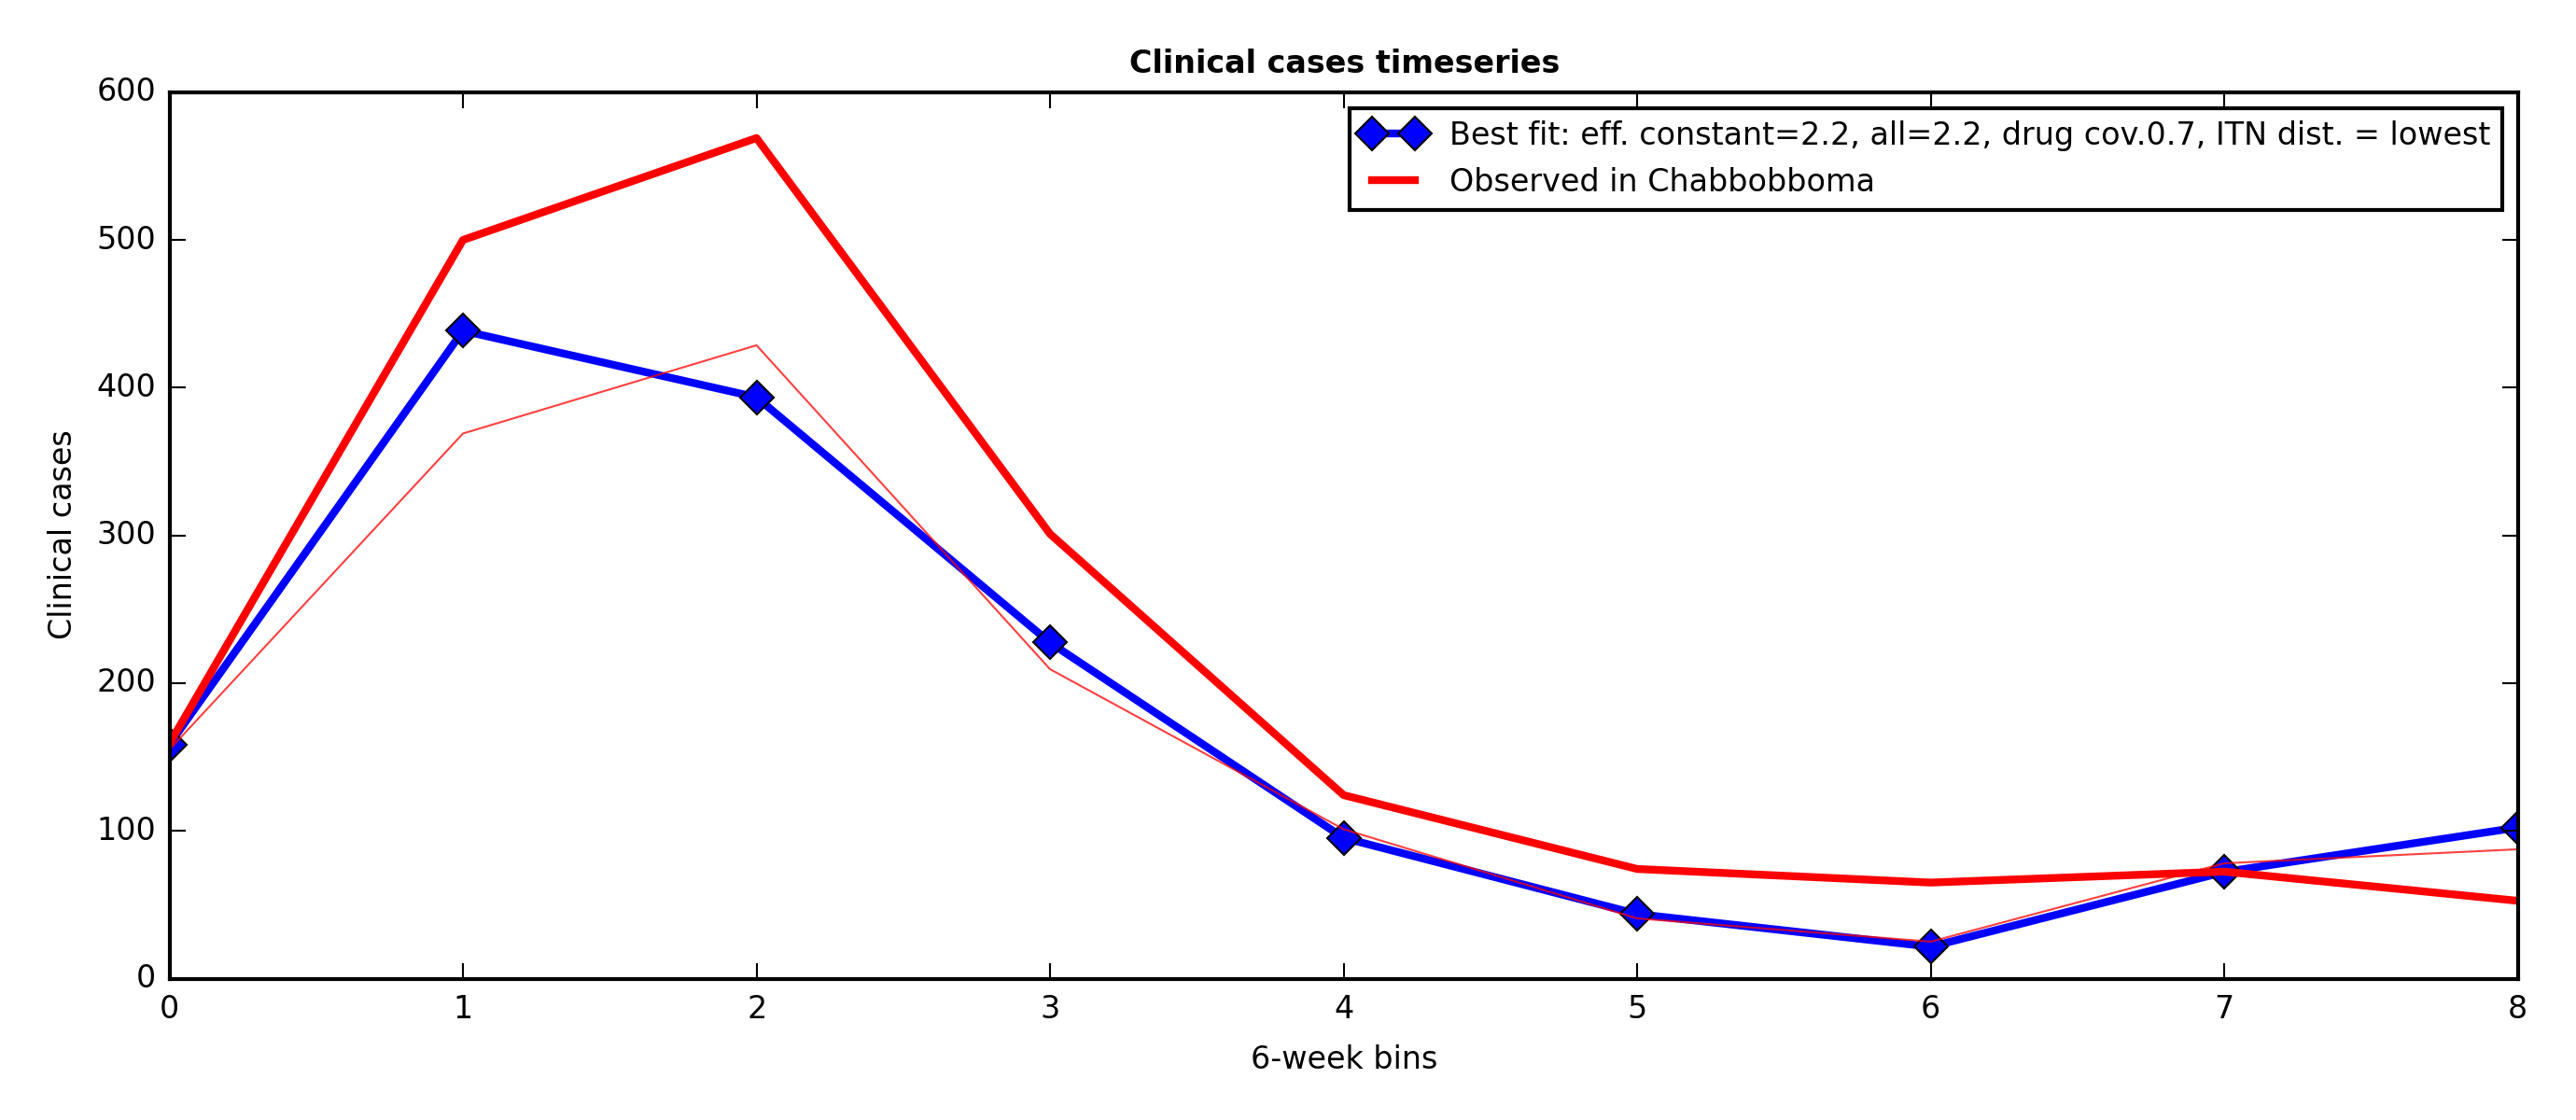 Clinical cases timeseries
600
500
400
300
200
100
0
Clinical cases
Best fit: eff. constant=2.2, all=2.2, drug cov.0.7, ITN dist. = lowest
Observed in Chabbobboma
0 1 2 3 4 5 6 7 8
6-week bins